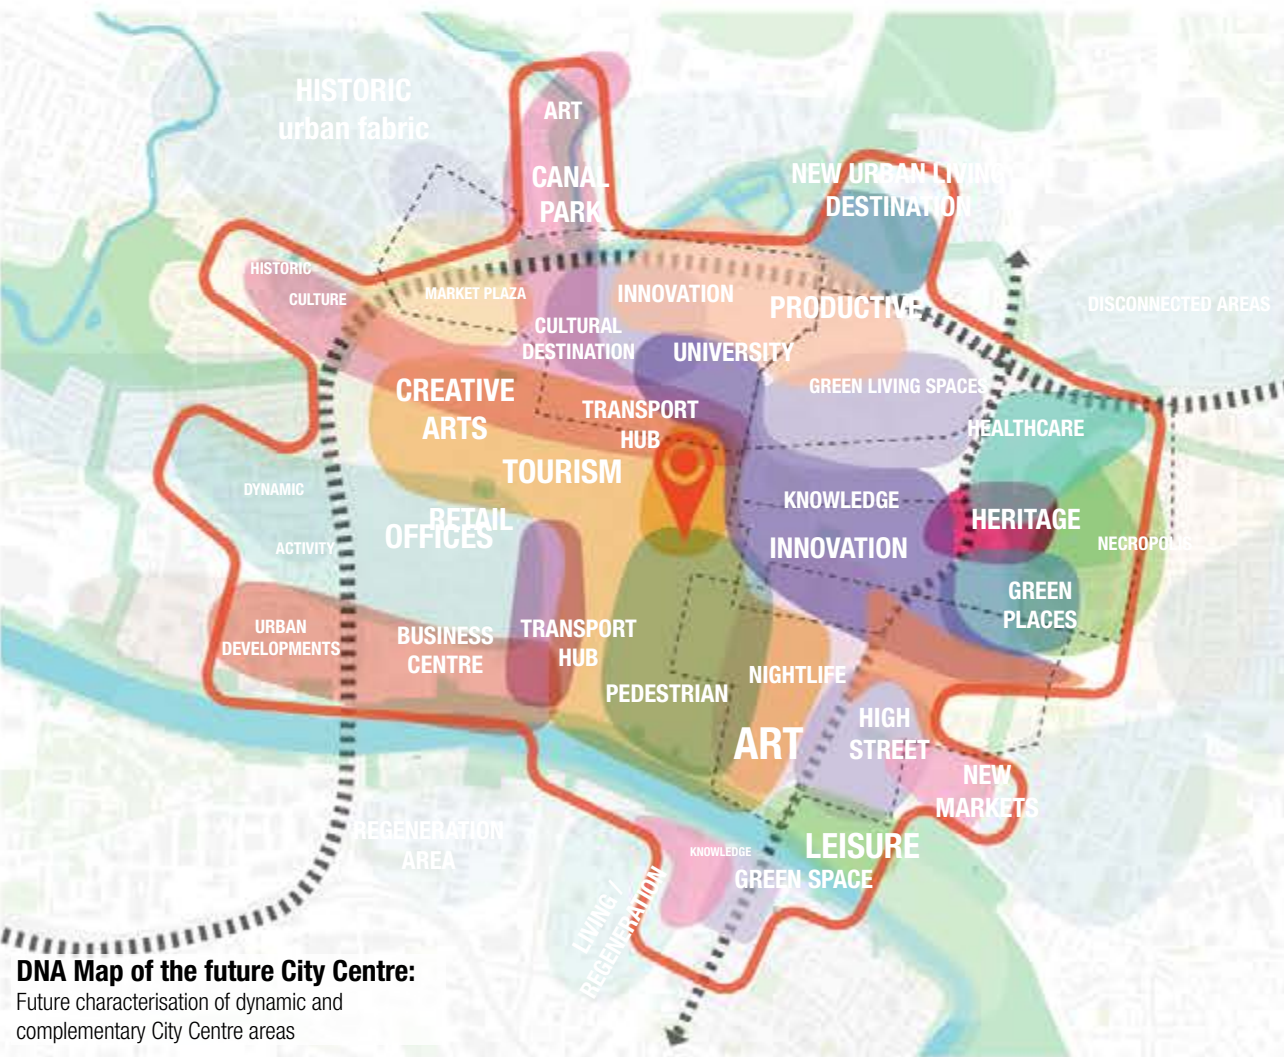 HISTORIC
urban fabric
ART
CANAL
PARK
NEW URBAN LIVING
DESTINATION
HISTORIC
CULTURE
MARKET PLAZA
INNOVATION
PRODUCTIVE
DISCONNECTED AREAS
CULTURAL
DESTINATION
UNIVERSITY
GREEN LIVING SPACES
CREATIVE
ARTS
TRANSPORT
HUB
HEALTHCARE
TOURISM
DYNAMIC
KNOWLEDGE
RETAIL
OFFICES
HERITAGE
ACTIVITY
INNOVATION
NECROPOLIS
GREEN
PLACES
URBAN
DEVELOPMENTS
BUSINESS
CENTRE
TRANSPORT
HUB
NIGHTLIFE
PEDESTRIAN
ART
HIGH
STREET
NEW
MARKETS
REGENERATION
AREA
KNOWLEDGE
LEISURE
GREEN SPACE
LIVING /
REGENERATION
DNA Map of the future City Centre:
Future characterisation of dynamic and
complementary City Centre areas